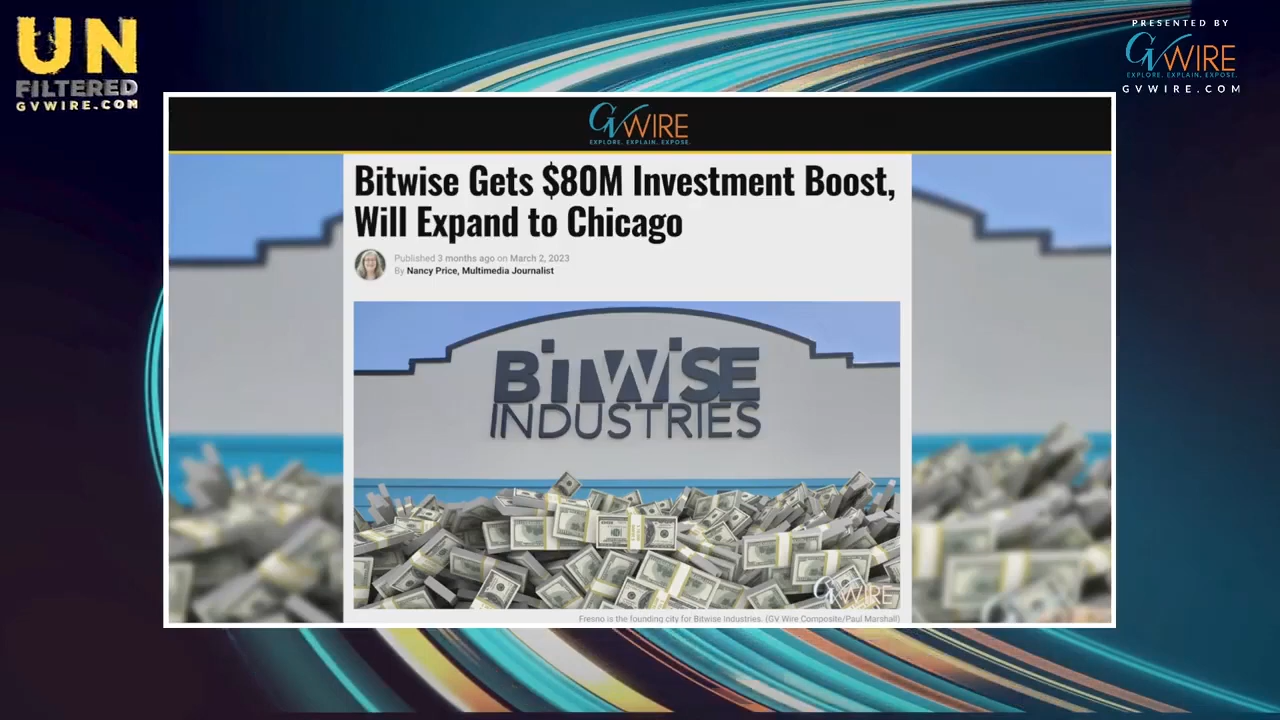 UN
FILTERED
GVWIRE.COM
PRESENTED BY
GV WIRE
EXPLORE. EXPLAIN. EXPOSE.
GVWIRE.COM
GV WIRE
EXPLORE. EXPLAIN. EXPOSE.
Bitwise Gets $80M Investment Boost,
Will Expand to Chicago
Published 3 months ago on March 2, 2023
By Nancy Price, Multimedia Journalist
BITWISE
INDUSTRIES
GV WIRE
Fresno is the founding city for Bitwise Industries. (GV Wire Composite/Paul Marshall)